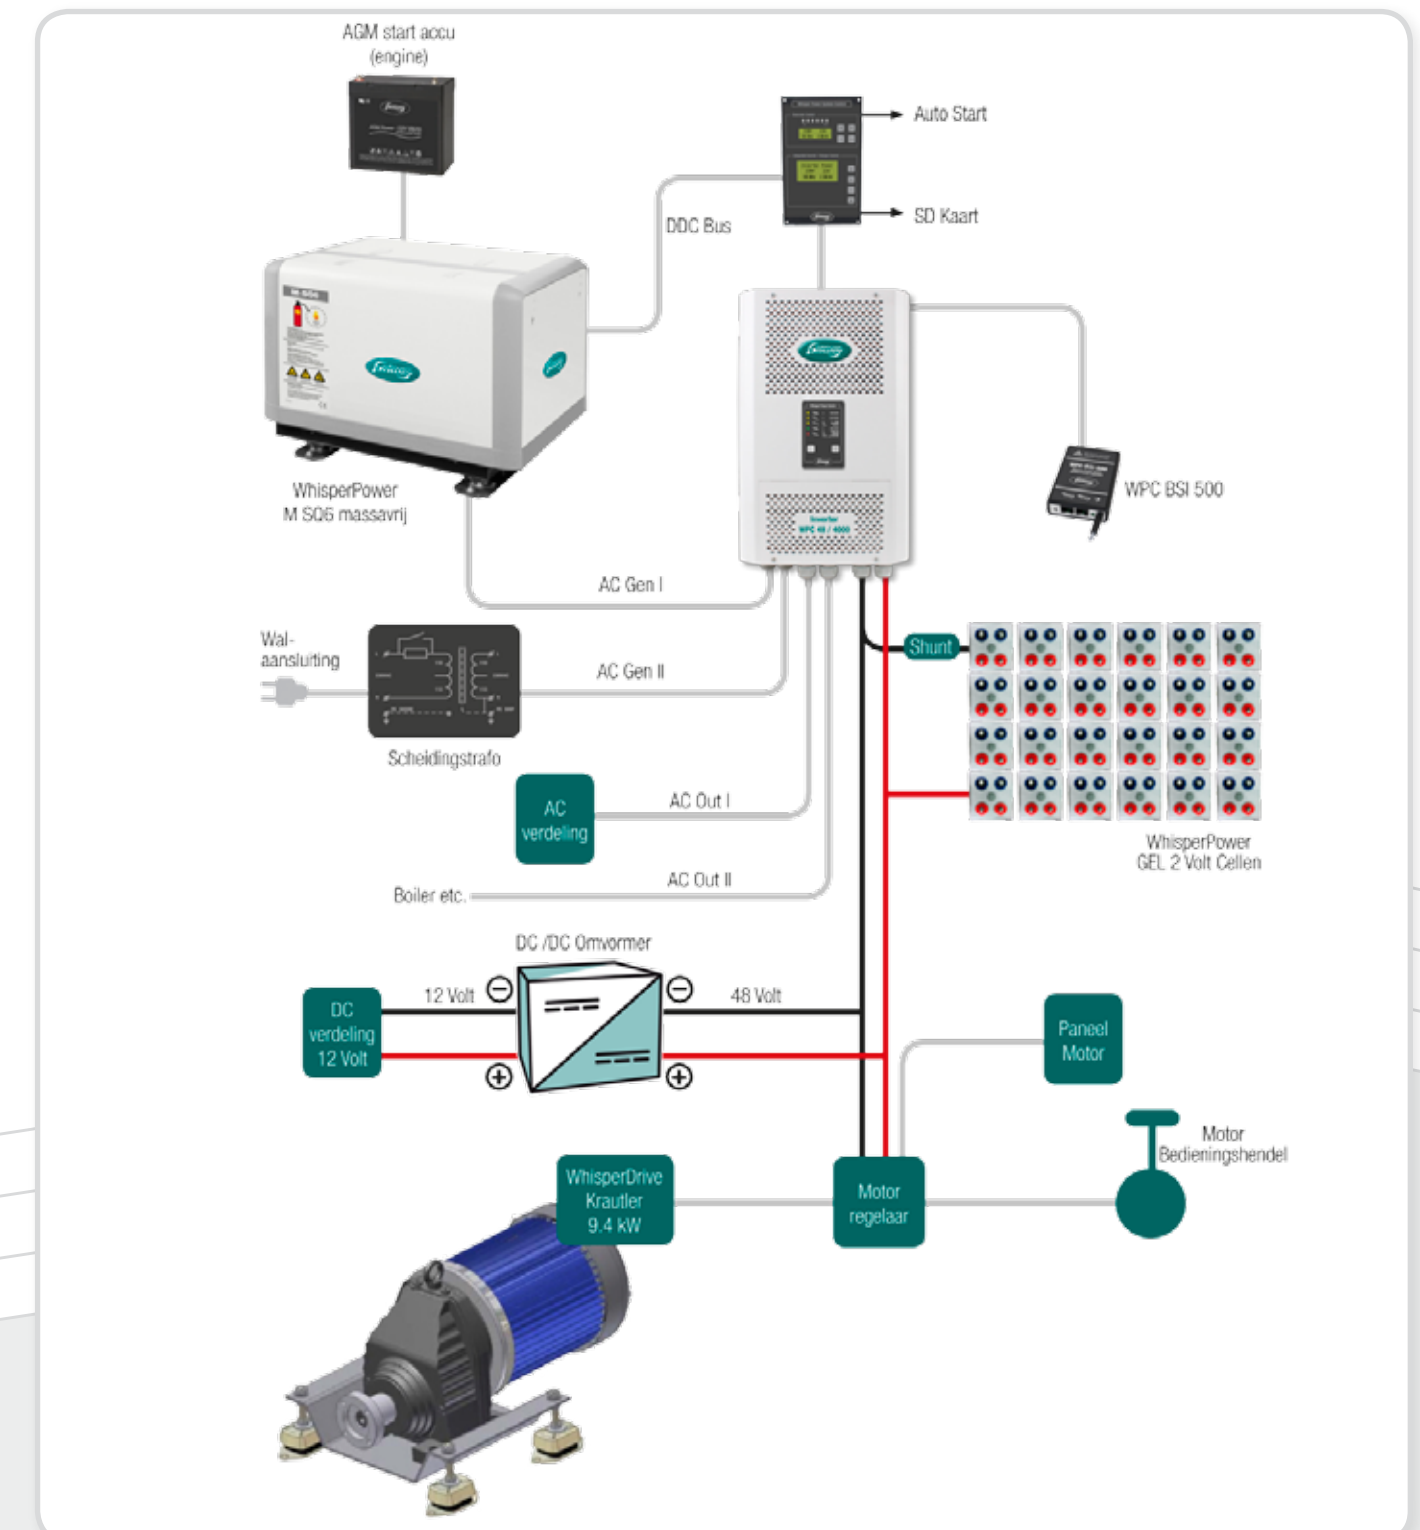 AGM start accu
(engine)
Auto Start
DDC Bus
SD Kaart
WhisperPower
M SQ6 massavrij
Inverter
WPC BSI 500
AC Gen I
Wal-
aansluiting
AC Gen II
Scheidingstrafo
Shunt
AC
verdeling
AC Out I
WhisperPower
GEL 2 Volt Cellen
AC Out II
Boiler etc.
DC /DC Omvormer
12 Volt
48 Volt
DC
verdeling
12 Volt
Paneel
Motor
Motor
Bedieningshendel
WhisperDrive
Krautler
9.4 kW
Motor
regelaar